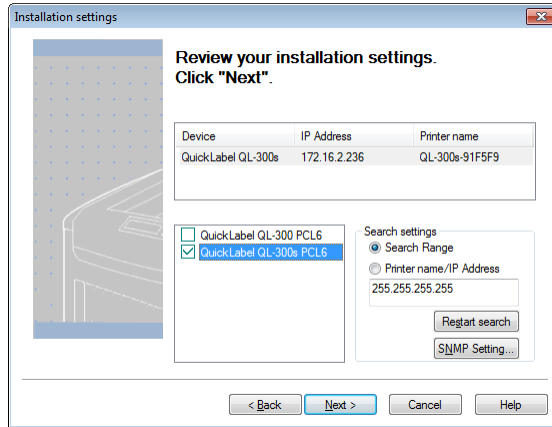 Installation settings
Review your installation settings.
Click "Next".
Device IP Address Printer name
QuickLabel QL-300s 172.16.2.236 QL-300s-91F5F9
QuickLabel QL-300 PCL6
QuickLabel QL-300s PCL6
Search settings
Search Range
Printer name/IP Address
255.255.255.255
Restart search
SNMP Setting...
< Back
Next >
Cancel
Help